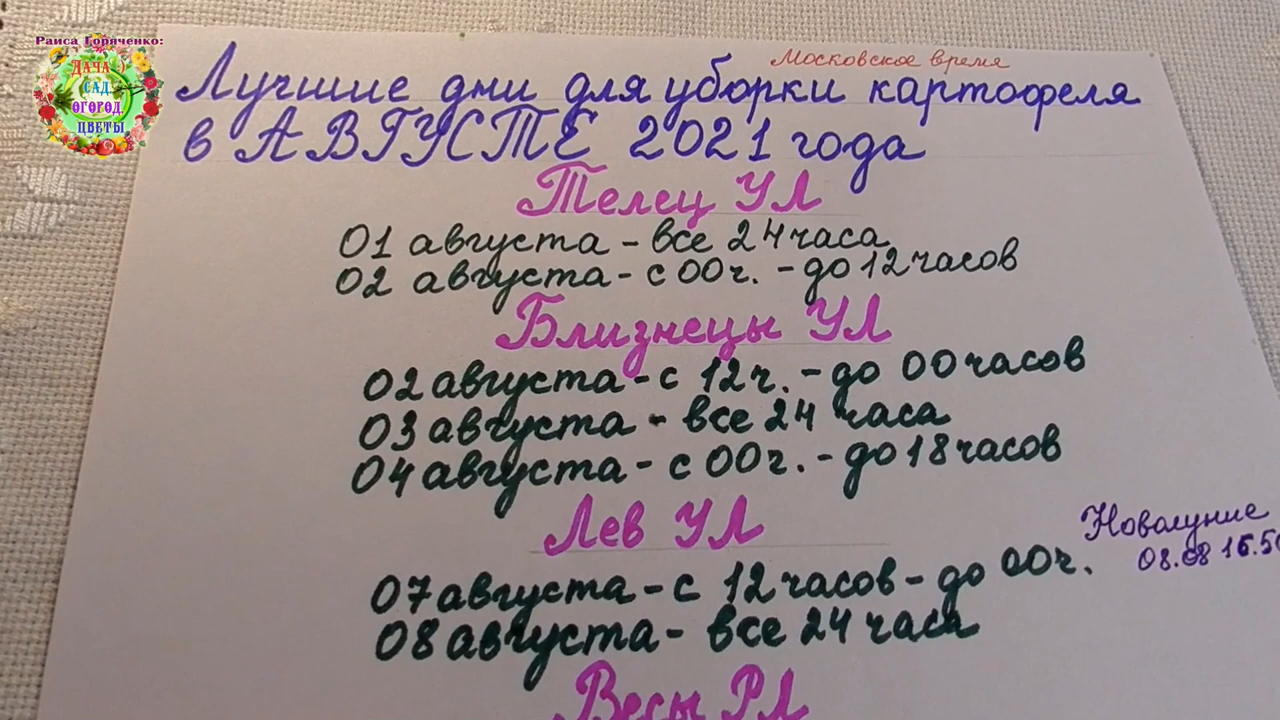 Раиса Горяченко:
ДАЧА
САД,
ОГОРОД,
ЦВЕТЫ
Московское время
Лучшие дни для уборки картофеля
в АВГУСТЕ 2021 года
Телец УЛ
01 августа - все 24 часа
02 августа - с 00ч. - до 12 часов
Близнецы УЛ
02 августа - с 12ч. - до 00 часов
03 августа - все 24 часа
04 августа - с 00ч. - до 18 часов
Лев УЛ
Новолуние
08.08 16.50
07 августа - с 12 часов - до 00ч.
08 августа - все 24 часа
Весы РЛ